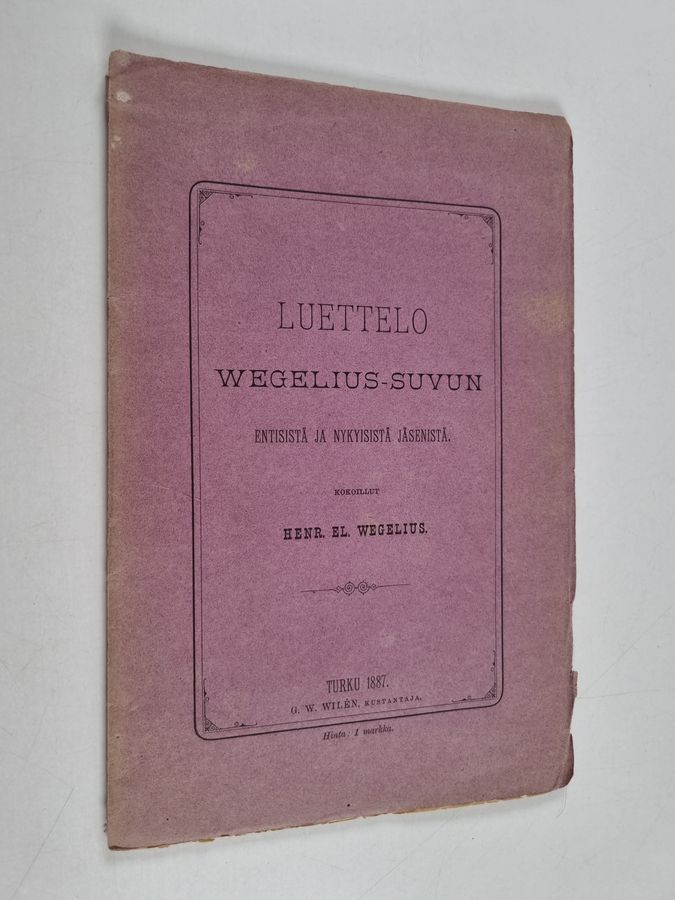 LUETTELO
WEGELIUS-SUVUN
ENTISISTÄ JA NYKYISISTÄ JÄSENISTÄ.
KOKOILLUT
HENR. EL. WEGELIUS.
TURKU 1887.
G. W. WILÉN, KUSTANTAJA.
Hinta: 1 markka.